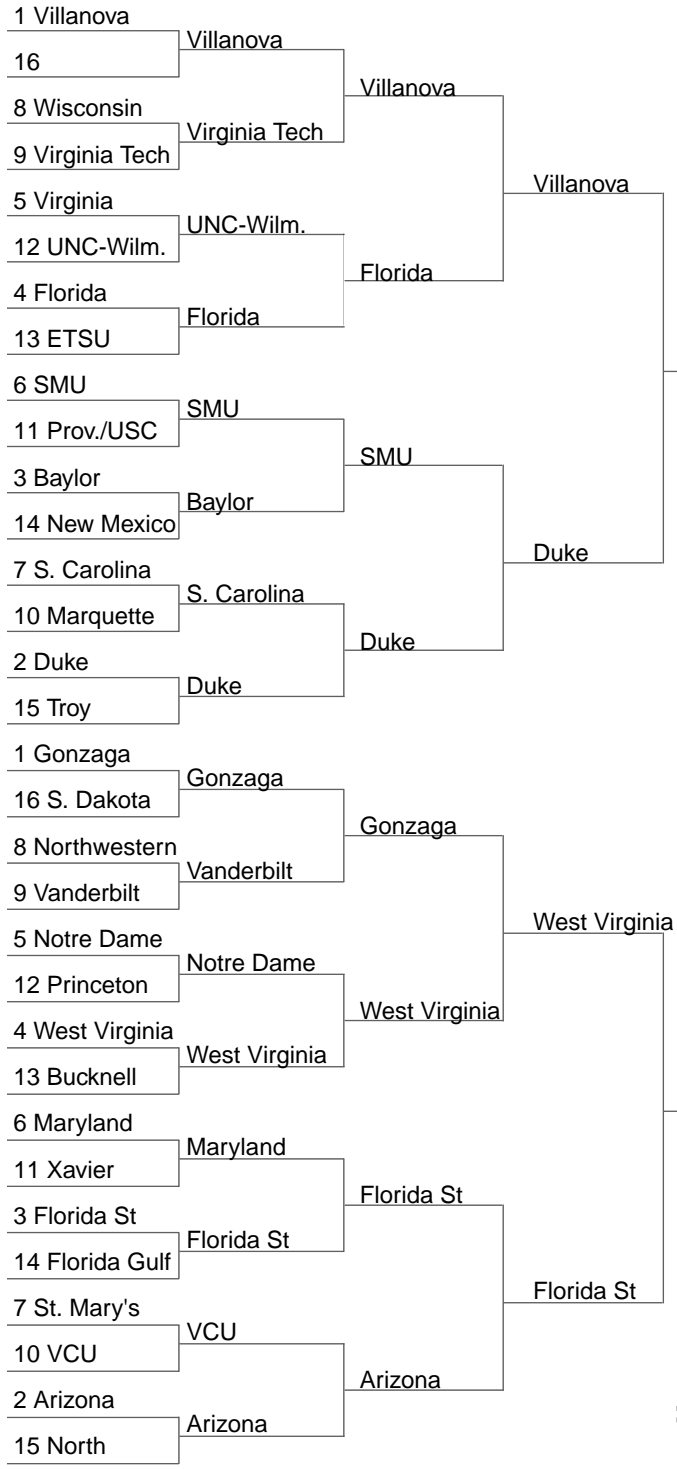 1 Villanova
16
8 Wisconsin
9 Virginia Tech
5 Virginia
12 UNC-Wilm.
4 Florida
13 ETSU
6 SMU
11 Prov./USC
3 Baylor
14 New Mexico
7 S. Carolina
10 Marquette
2 Duke
15 Troy
1 Gonzaga
16 S. Dakota
8 Northwestern
9 Vanderbilt
5 Notre Dame
12 Princeton
4 West Virginia
13 Bucknell
6 Maryland
11 Xavier
3 Florida St
14 Florida Gulf
7 St. Mary's
10 VCU
2 Arizona
15 North
Villanova
Virginia Tech
UNC-Wilm.
Florida
SMU
Baylor
S. Carolina
Duke
Gonzaga
Vanderbilt
Notre Dame
West Virginia
Maryland
Florida St
VCU
Arizona
Villanova
Florida
SMU
Duke
Gonzaga
West Virginia
Florida St
Arizona
Villanova
Duke
West Virginia
Florida St